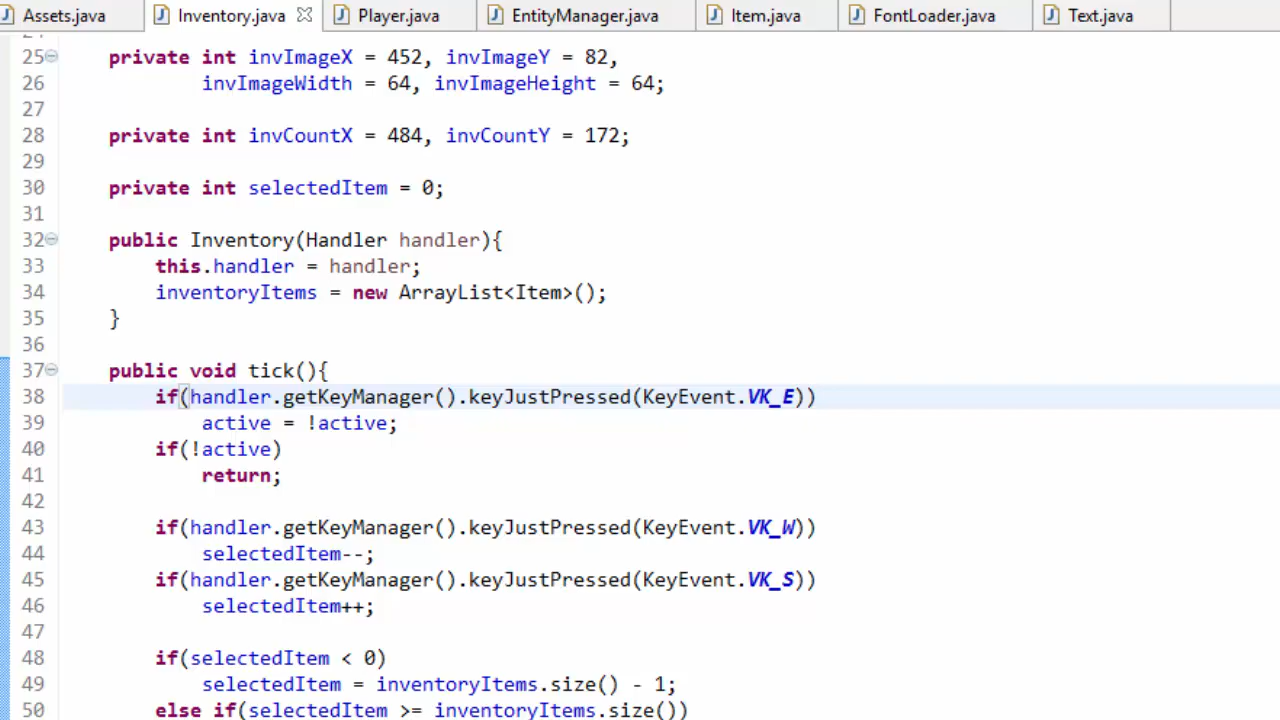 Assets.java Inventory.java Player.java EntityManager.java Item.java FontLoader.java Text.java
25 private int invImageX = 452, invImageY = 82,
26 invImageWidth = 64, invImageHeight = 64;
27
28 private int invCountX = 484, invCountY = 172;
29
30 private int selectedItem = 0;
31
32 public Inventory(Handler handler){
33 this.handler = handler;
34 inventoryItems = new ArrayList<Item>();
35 }
36
37 public void tick(){
38 if(handler.getKeyManager().keyJustPressed(KeyEvent.VK_E))
39 active = !active;
40 if(!active)
41 return;
42
43 if(handler.getKeyManager().keyJustPressed(KeyEvent.VK_W))
44 selectedItem--;
45 if(handler.getKeyManager().keyJustPressed(KeyEvent.VK_S))
46 selectedItem++;
47
48 if(selectedItem < 0)
49 selectedItem = inventoryItems.size() - 1;
50 else if(selectedItem >= inventoryItems.size())